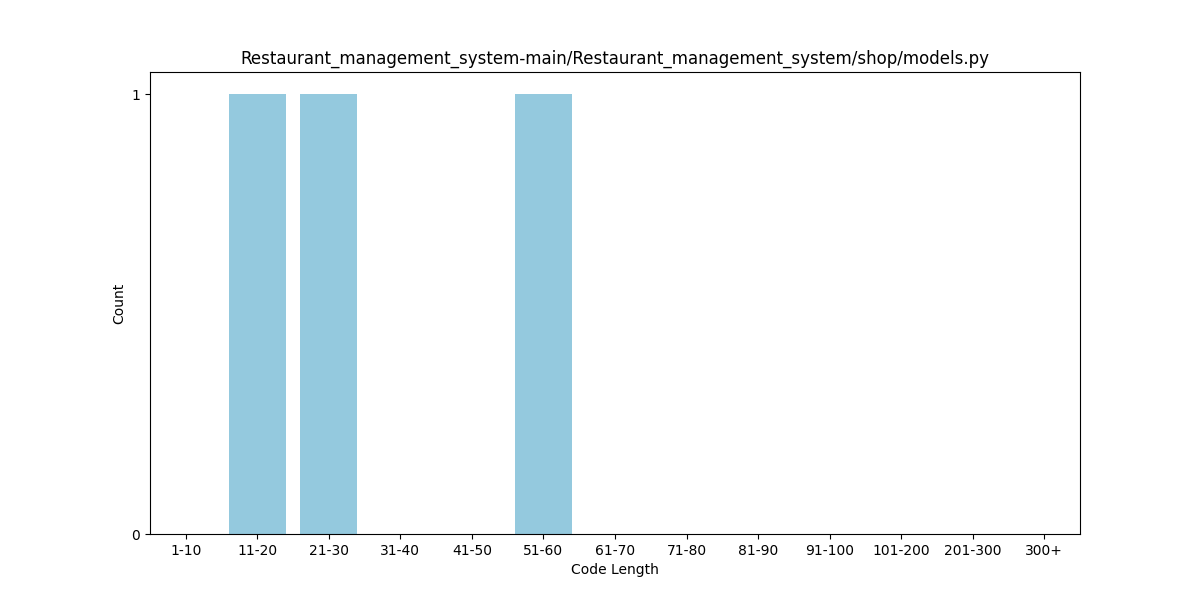 Restaurant_management_system-main/Restaurant_management_system/shop/models.py
1
Count
0
1-10 11-20 21-30 31-40 41-50 51-60 61-70 71-80 81-90 91-100 101-200 201-300 300+
Code Length